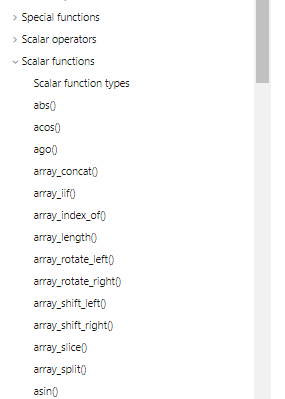 Special functions
Scalar operators
Scalar functions
Scalar function types
abs()
acos()
ago()
array_concat()
array_iif()
array_index_of()
array_length()
array_rotate_left()
array_rotate_right()
array_shift_left()
array_shift_right()
array_slice()
array_split()
asin()